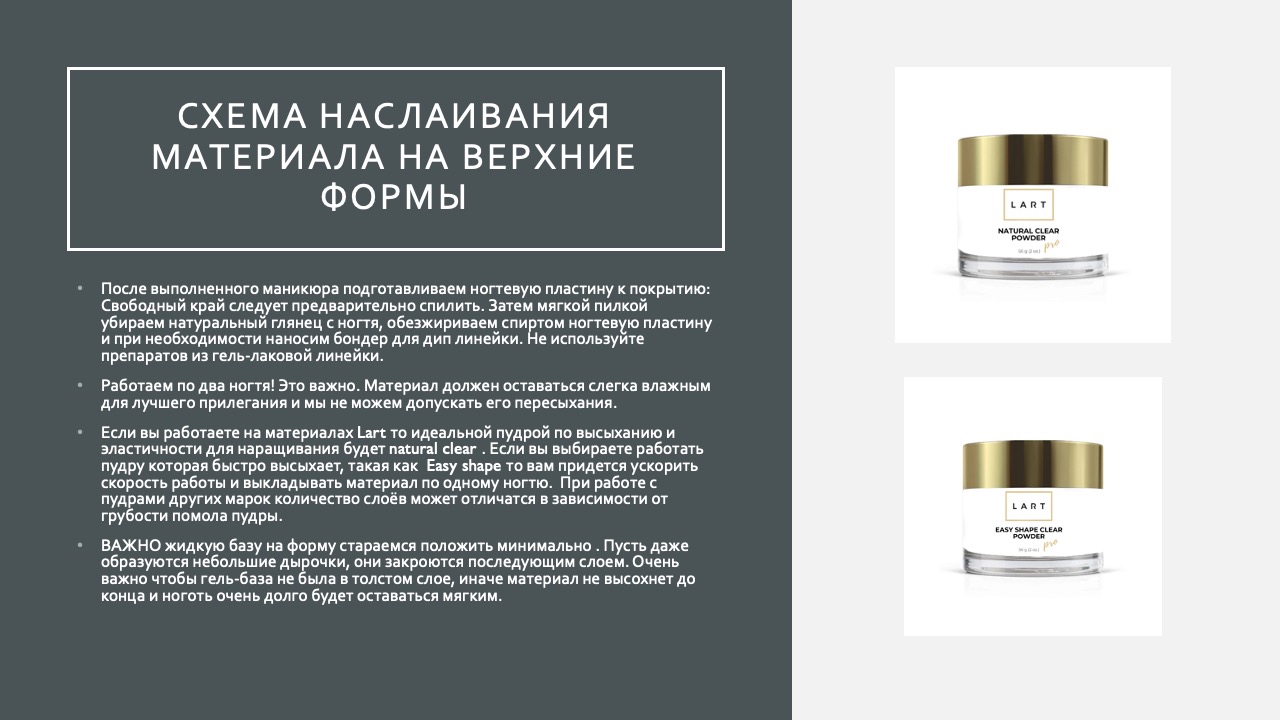 СХЕМА НАСЛАИВАНИЯ
МАТЕРИАЛА НА ВЕРХНИЕ
ФОРМЫ
• После выполненного маникюра подготавливаем ногтевую пластину к покрытию:
Свободный край следует предварительно спилить. Затем мягкой пилкой
убираем натуральный глянец с ногтя, обезжириваем спиртом ногтевую пластину
и при необходимости наносим бондер для дип линейки. Не используйте
препаратов из гель-лаковой линейки.
• Работаем по два ногтя! Это важно. Материал должен оставаться слегка влажным
для лучшего прилегания и мы не можем допускать его пересыхания.
• Если вы работаете на материалах Lart то идеальной пудрой по высыханию и
эластичности для наращивания будет natural clear . Если вы выбираете работать
пудру которая быстро высыхает, такая как  Easy shape то вам придется ускорить
скорость работы и выкладывать материал по одному ногтю.  При работе с
пудрами других марок количество слоёв может отличатся в зависимости от
грубости помола пудры.
• ВАЖНО жидкую базу на форму стараемся положить минимально . Пусть даже
образуются небольшие дырочки, они закроются последующим слоем. Очень
важно чтобы гель-база не была в толстом слое, иначе материал не высохнет до
конца и ноготь очень долго будет оставаться мягким.
LART
NATURAL CLEAR
POWDER
pro
LART
EASY SHAPE CLEAR
POWDER
pro